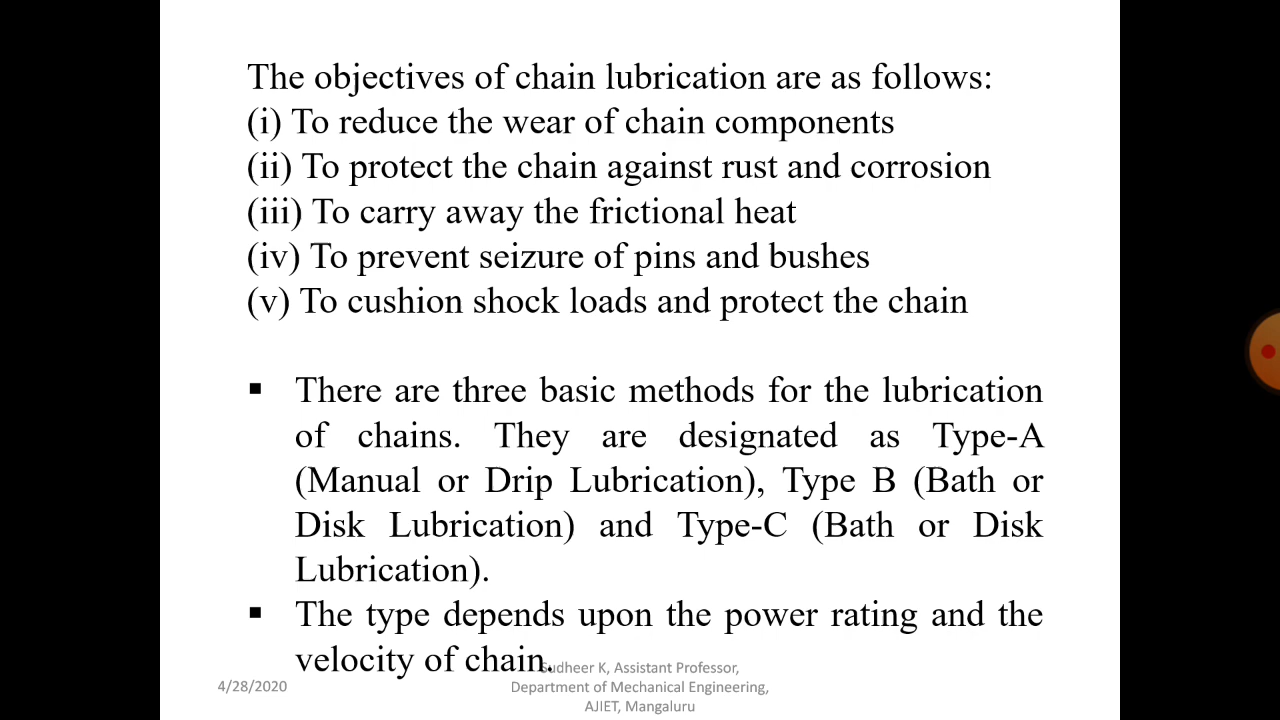 The objectives of chain lubrication are as follows:
(i) To reduce the wear of chain components
(ii) To protect the chain against rust and corrosion
(iii) To carry away the frictional heat
(iv) To prevent seizure of pins and bushes
(v) To cushion shock loads and protect the chain
▪ There are three basic methods for the lubrication
of chains. They are designated as Type-A
(Manual or Drip Lubrication), Type B (Bath or
Disk Lubrication) and Type-C (Bath or Disk
Lubrication).
▪ The type depends upon the power rating and the
velocity of chain.
Sudheer K, Assistant Professor,
4/28/2020 Department of Mechanical Engineering,
AJIET, Mangaluru